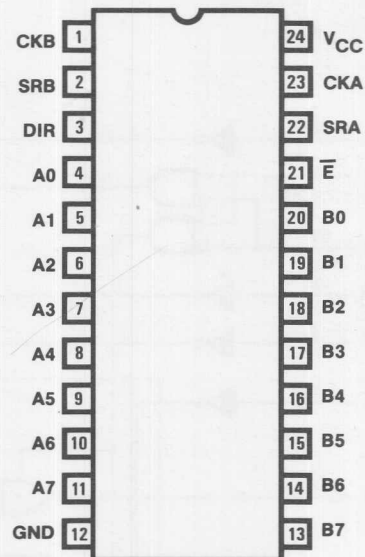 CKB 1 24 VCC
SRB 2 23 CKA
DIR 3 22 SRA
A0 4 21 E̅
A1 5 20 B0
A2 6 19 B1
A3 7 18 B2
A4 8 17 B3
A5 9 16 B4
A6 10 15 B5
A7 11 14 B6
GND 12 13 B7